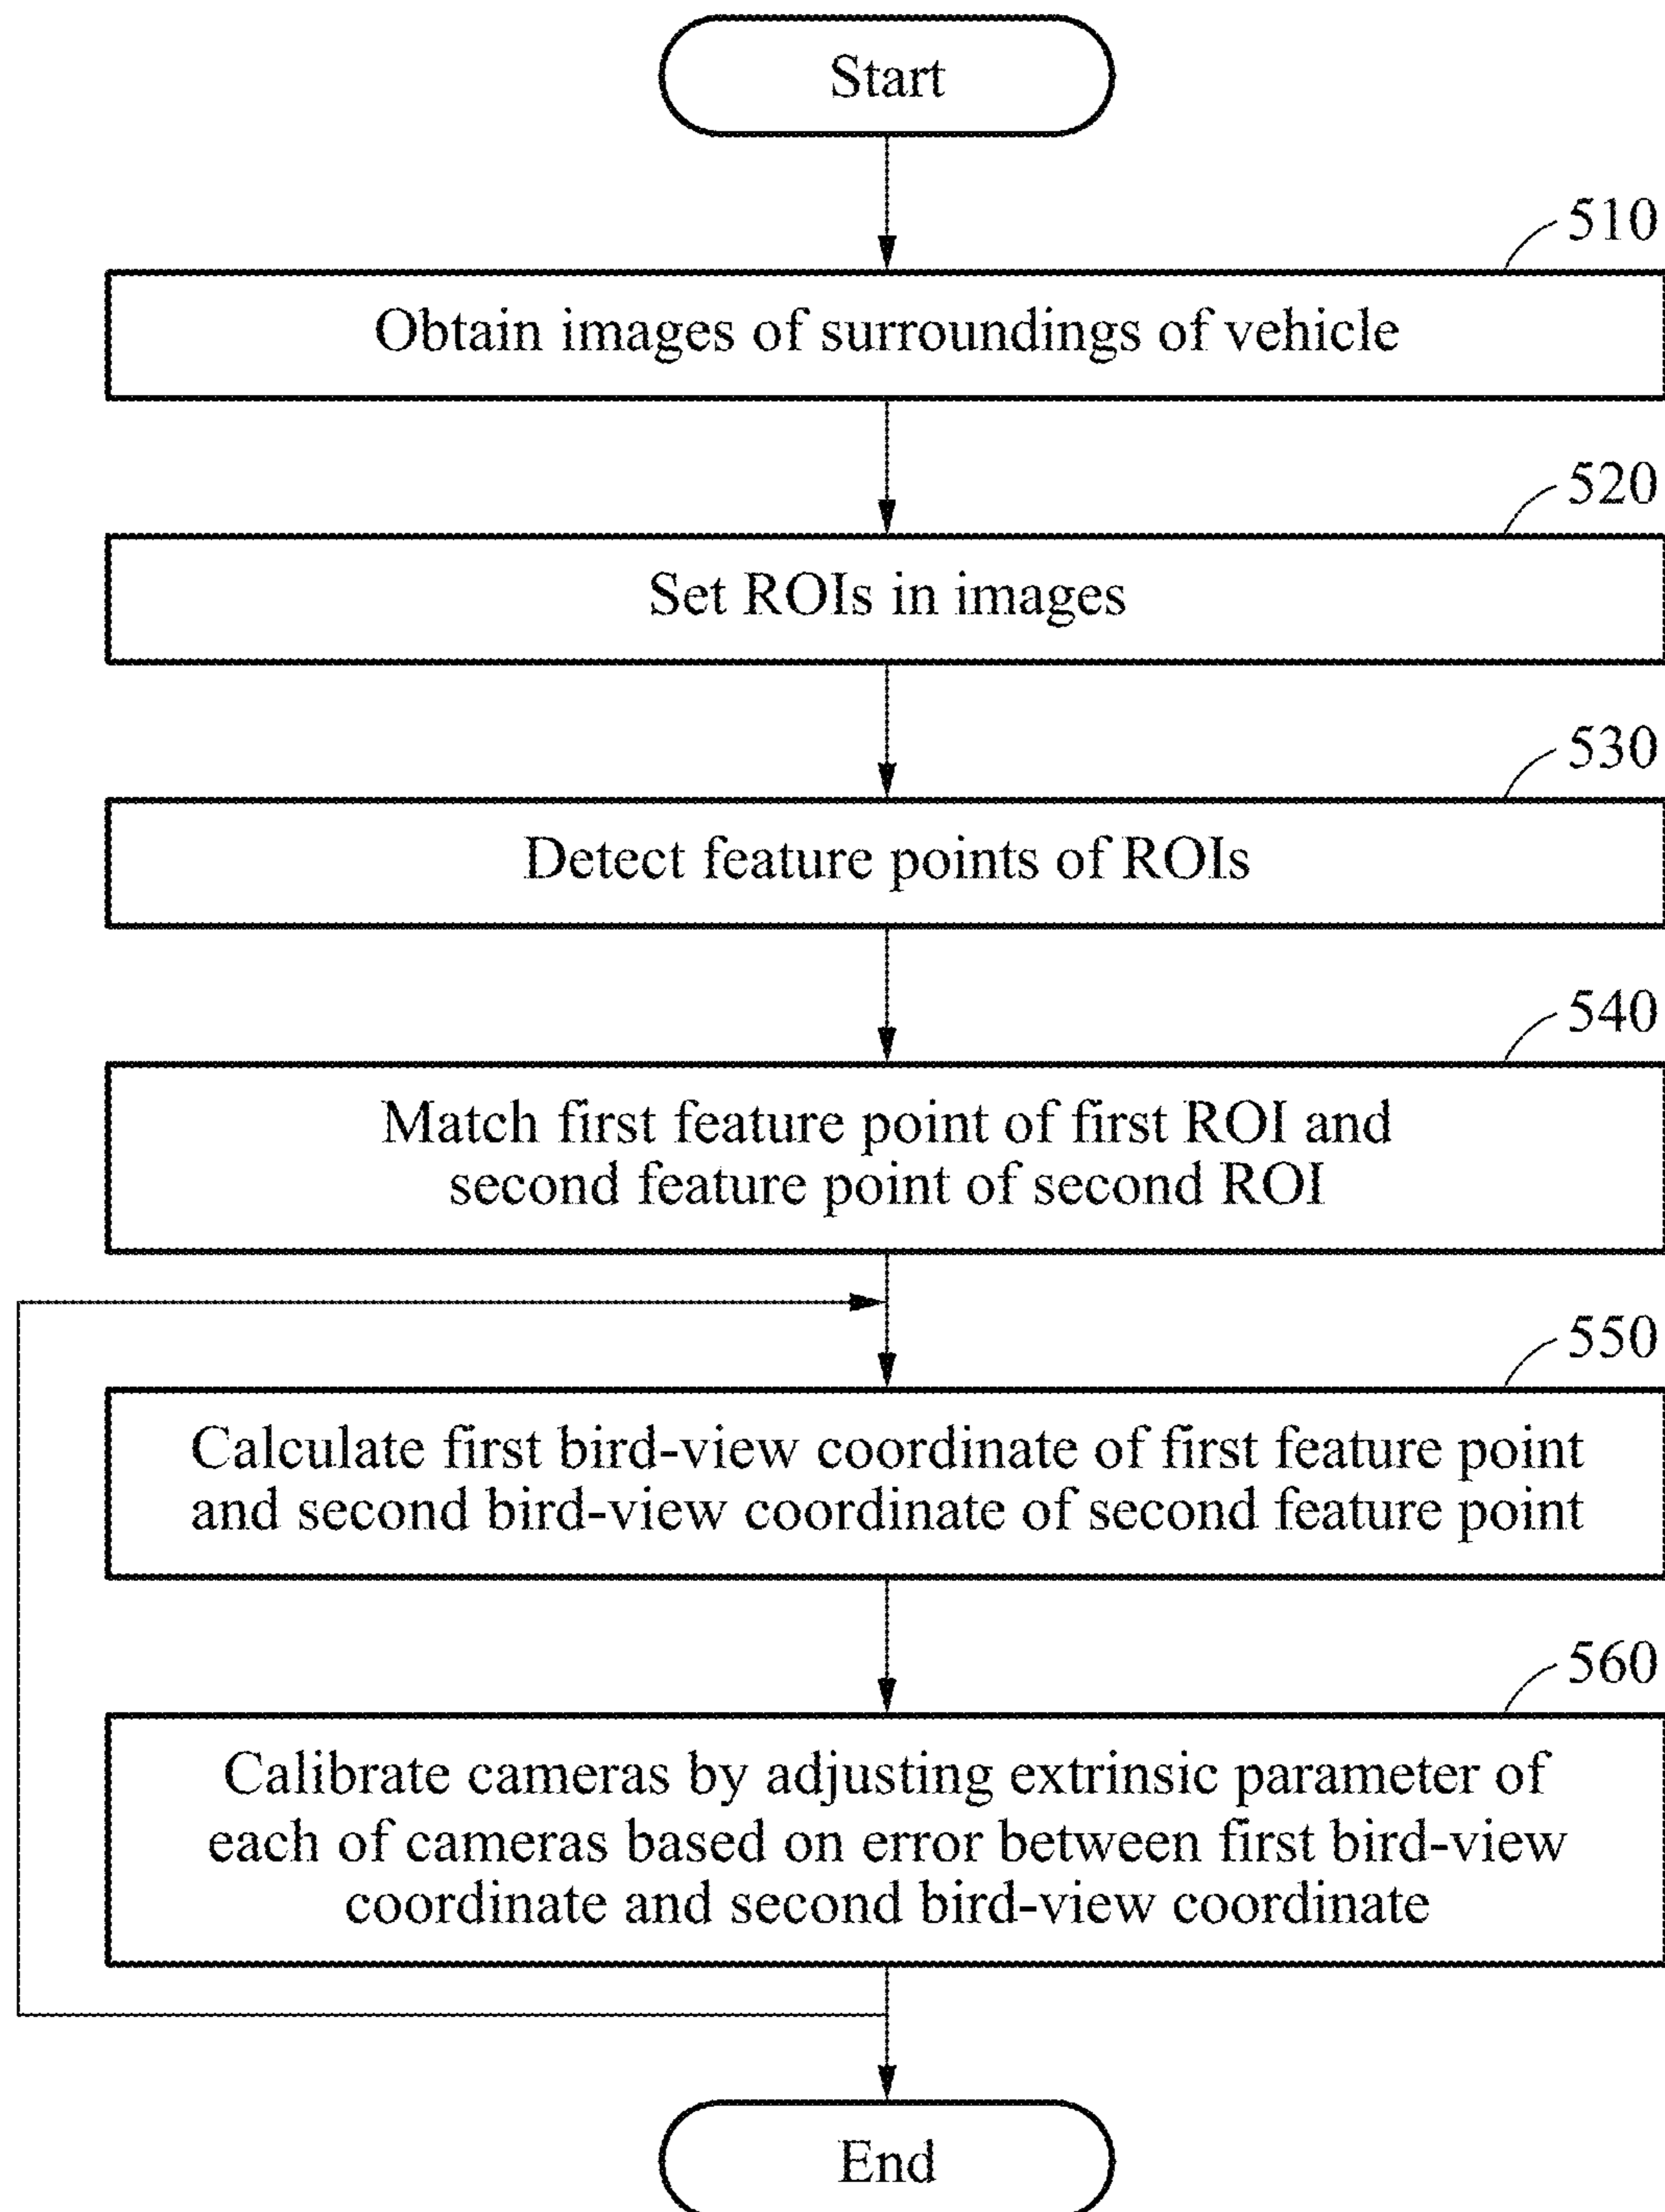 Start
510
Obtain images of surroundings of vehicle
520
Set ROIs in images
530
Detect feature points of ROIs
540
Match first feature point of first ROI and
second feature point of second ROI
550
Calculate first bird-view coordinate of first feature point
and second bird-view coordinate of second feature point
560
Calibrate cameras by adjusting extrinsic parameter of
each of cameras based on error between first bird-view
coordinate and second bird-view coordinate
End